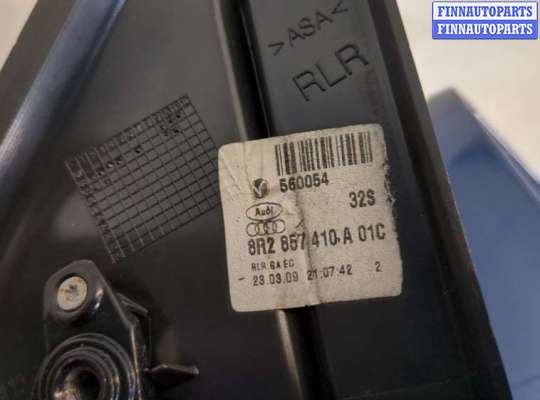 FINNAUTOPARTS
FINNAUTOPARTS
>ASA<
RLR
560054
32S
Audi
8R2 857 410 A 01C
RLR GA EC
- 23.03.09 21:07:42 2